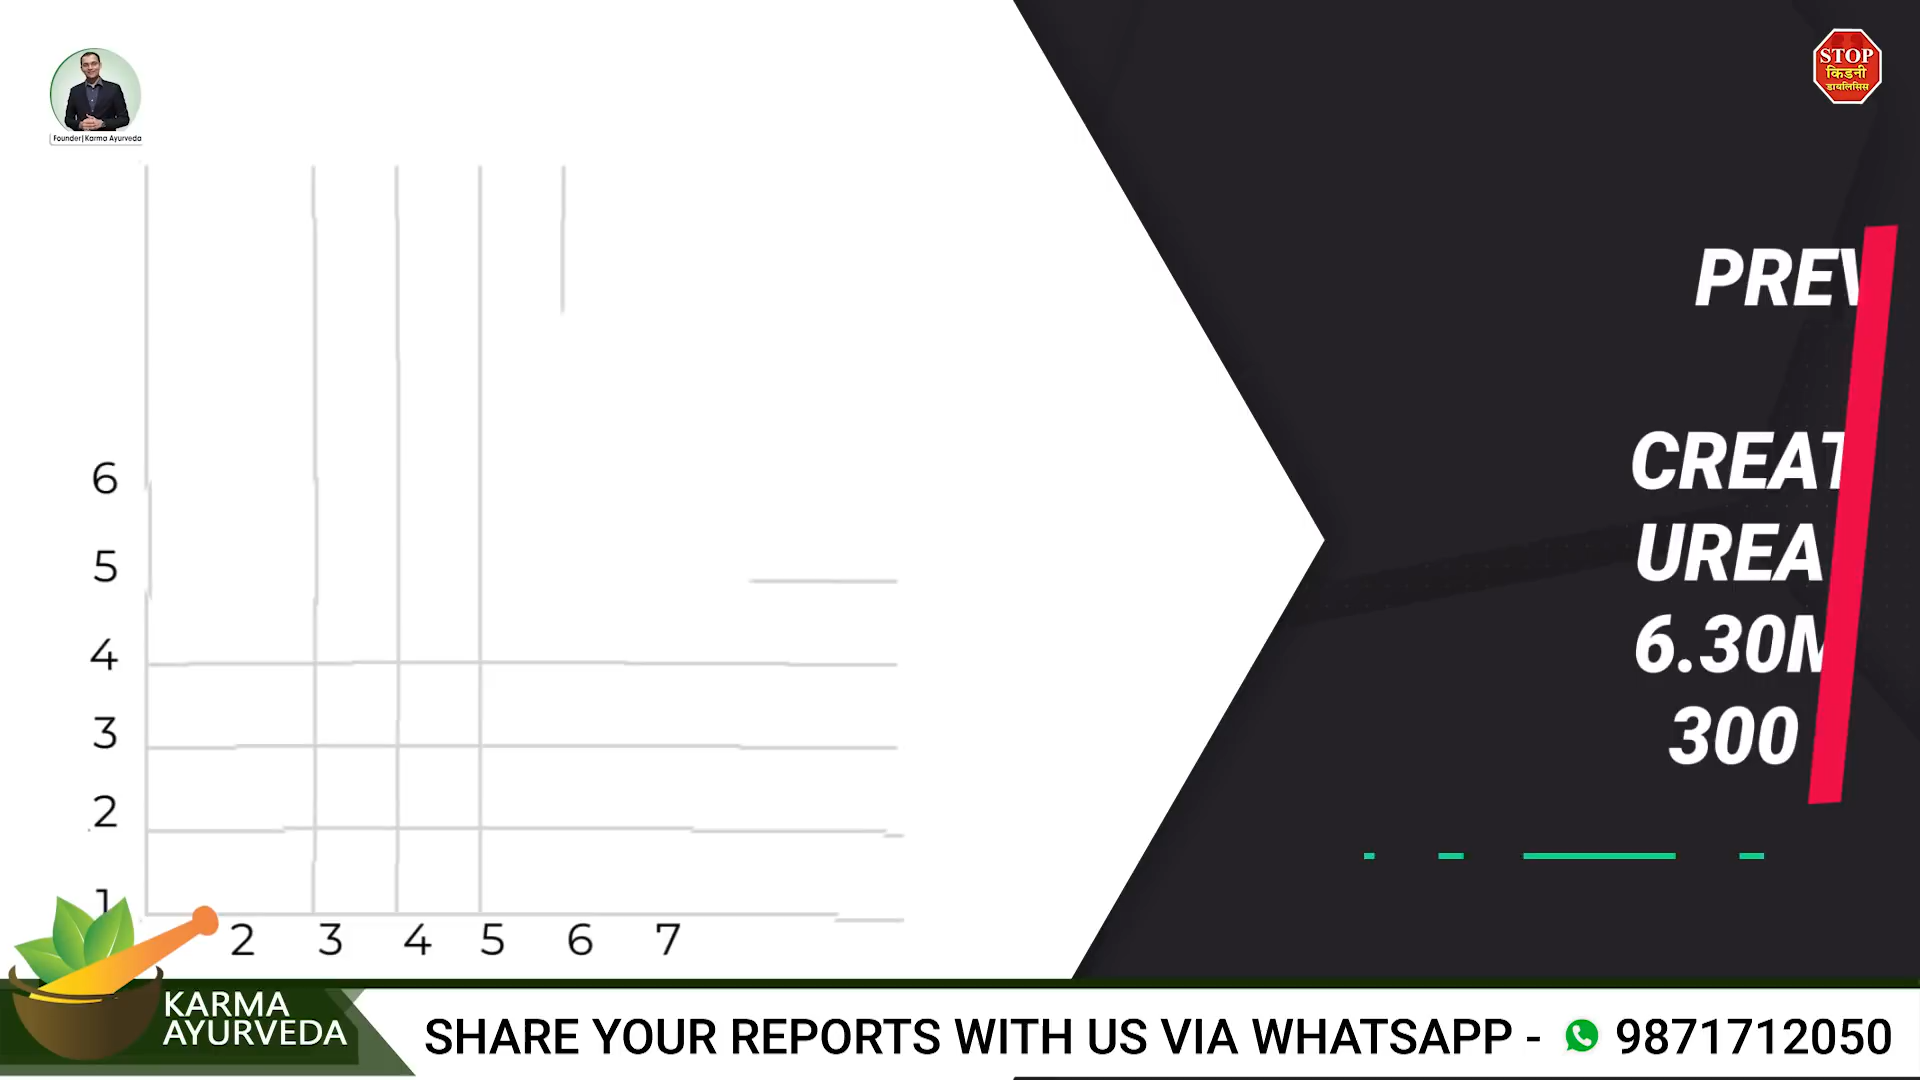 Founder| Karma Ayurveda
STOP
किडनी
डायलिसिस
PREV
CREAT
UREA
6.30M
300
6
5
4
3
2
1
2 3 4 5 6 7
KARMA
AYURVEDA
SHARE YOUR REPORTS WITH US VIA WHATSAPP - 9871712050